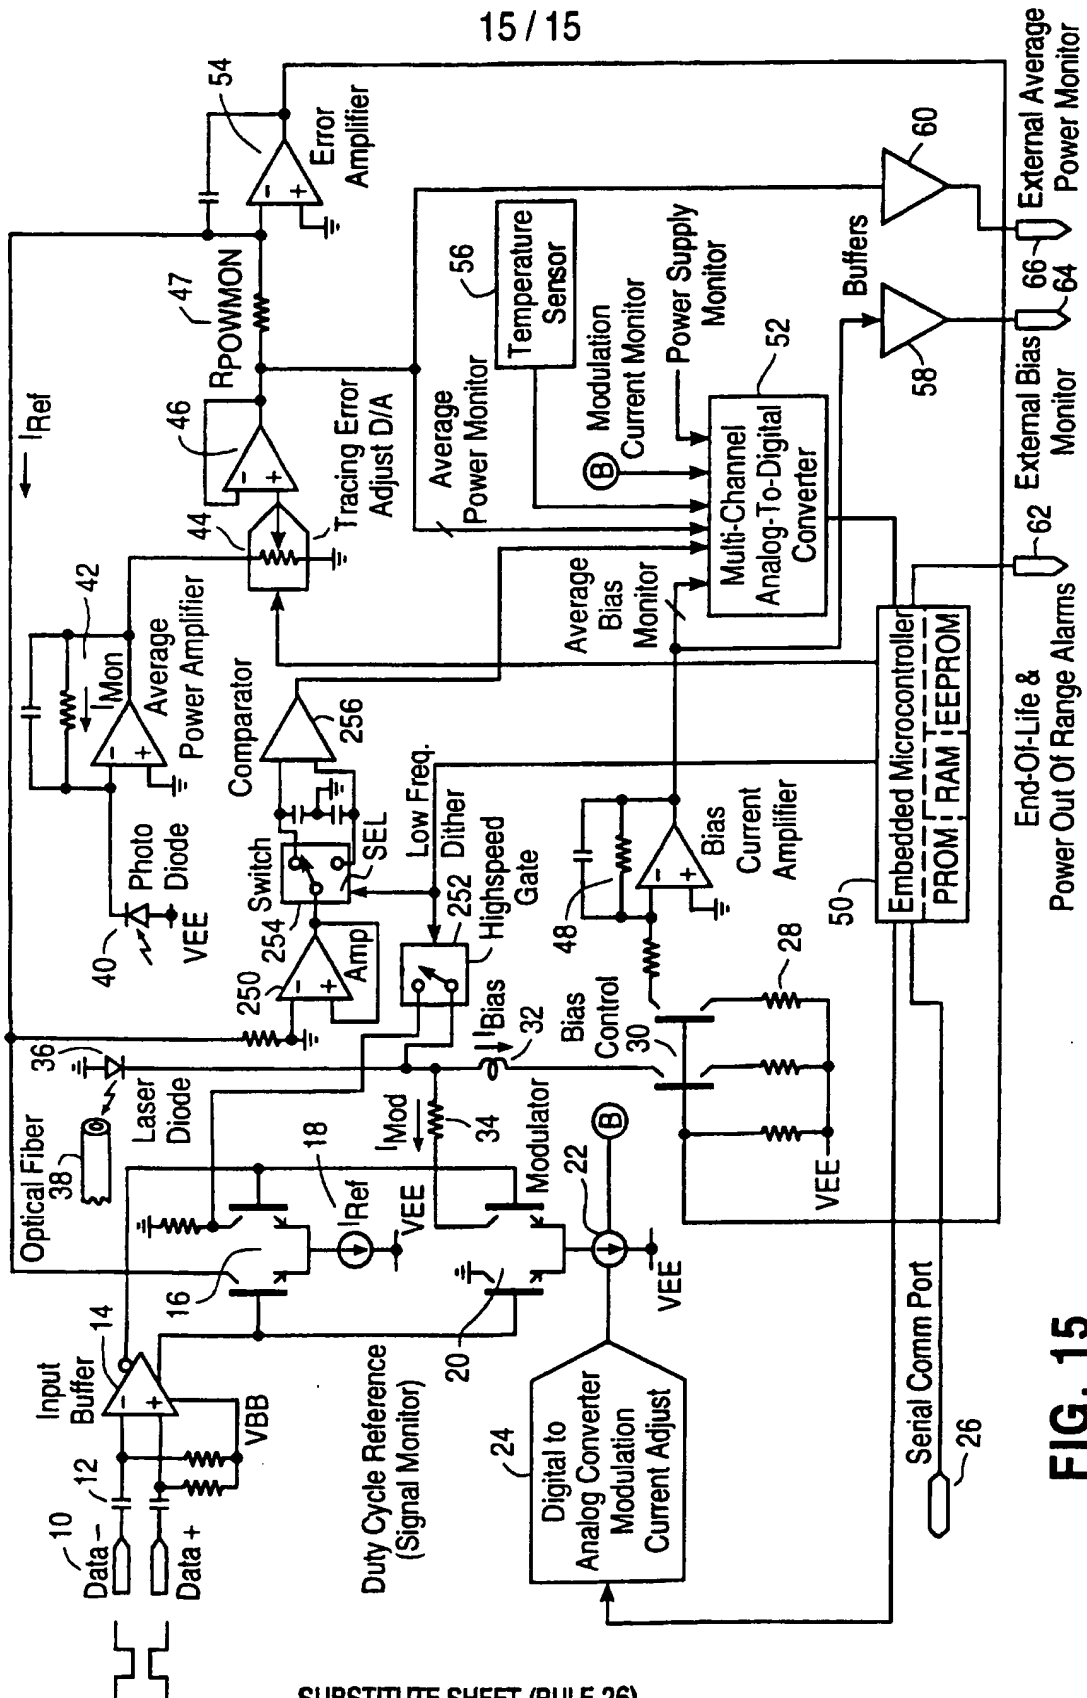 15 / 15
10
Data −
Data +
12
Input
Buffer
14
VBB
Optical Fiber
38
36
Laser
Diode
16
18
IRef
VEE
Duty Cycle Reference
(Signal Monitor)
20
Modulator
22
VEE
B
24
Digital to
Analog Converter
Modulation
Current Adjust
Serial Comm Port
26
IMod
34
IBias
32
Bias
Control
30
28
VEE
40
Photo
Diode
VEE
42
IMon
Average
Power Amplifier
IRef
250
Amp
254
Switch
SEL
Comparator
256
Low Freq.
Dither
252
Highspeed
Gate
44
46
Tracing Error
Adjust D/A
RPOWMON
47
54
Error
Amplifier
48
Bias
Current
Amplifier
Average
Power Monitor
56
Temperature
Sensor
B
Modulation
Current Monitor
Power Supply
Monitor
Average
Bias
Monitor
52
Multi-Channel
Analog-To-Digital
Converter
50
Embedded Microcontroller
PROM
RAM
EEPROM
Buffers
58
60
62
End-Of-Life &
Power Out Of Range Alarms
64
External Bias
Monitor
66
External Average
Power Monitor
FIG. 15
SUBSTITUTE SHEET (RULE 26)